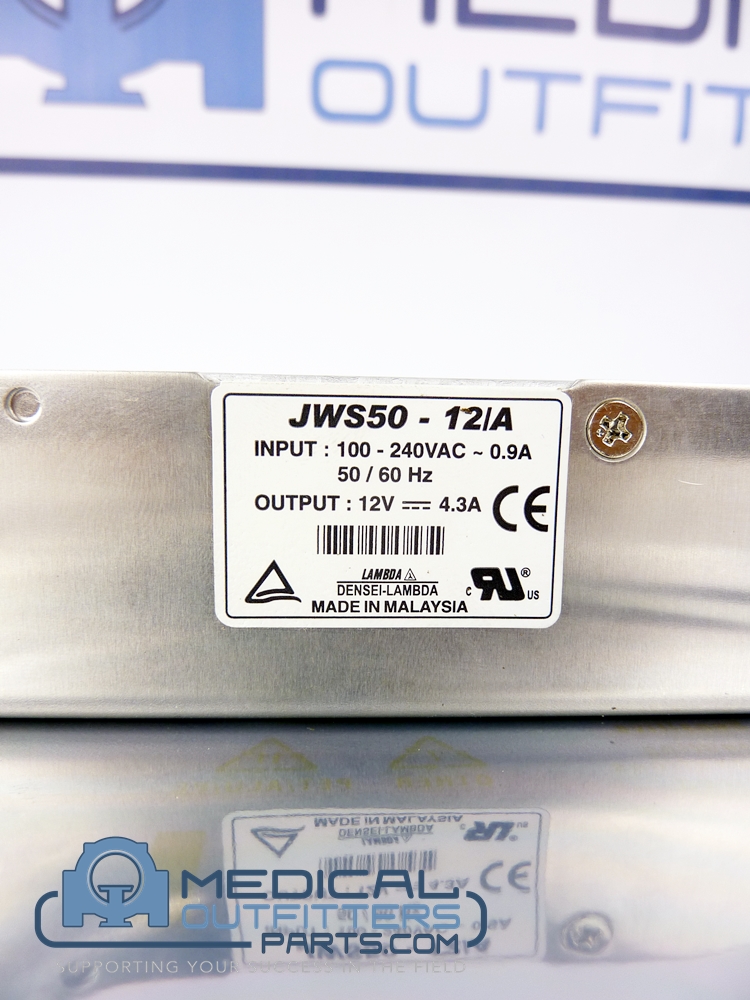 OUTFIT
JWS50 - 12/A
INPUT : 100 - 240VAC ~ 0.9A
50 / 60 Hz
OUTPUT : 12V ⎓ 4.3A
CE
LAMBDA
DENSEI-LAMBDA
MADE IN MALAYSIA
c RU ® US
MEDICAL
OUTFITTERS
PARTS.COM
SUPPORTING YOUR SUCCESS IN THE FIELD